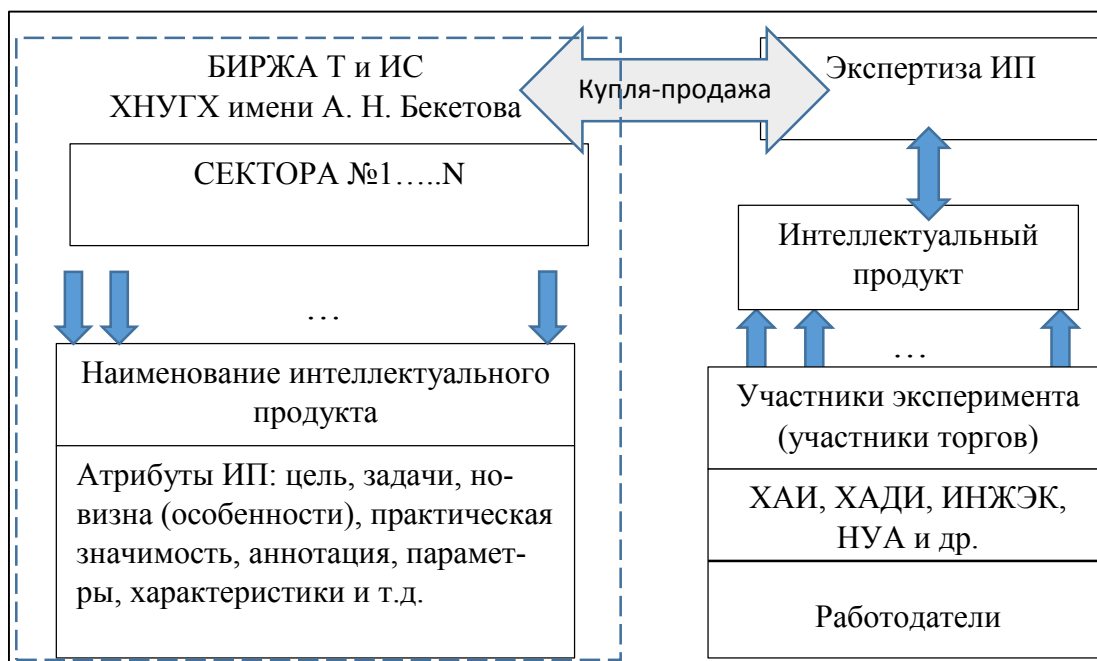 БИРЖА Т и ИС
ХНУГХ имени А. Н. Бекетова
СЕКТОРА №1…..N
…
Наименование интеллектуального
продукта
Атрибуты ИП: цель, задачи, но-
визна (особенности), практическая
значимость, аннотация, парамет-
ры, характеристики и т.д.
Купля-продажа
Экспертиза ИП
Интеллектуальный
продукт
…
Участники эксперимента
(участники торгов)
ХАИ, ХАДИ, ИНЖЭК,
НУА и др.
Работодатели